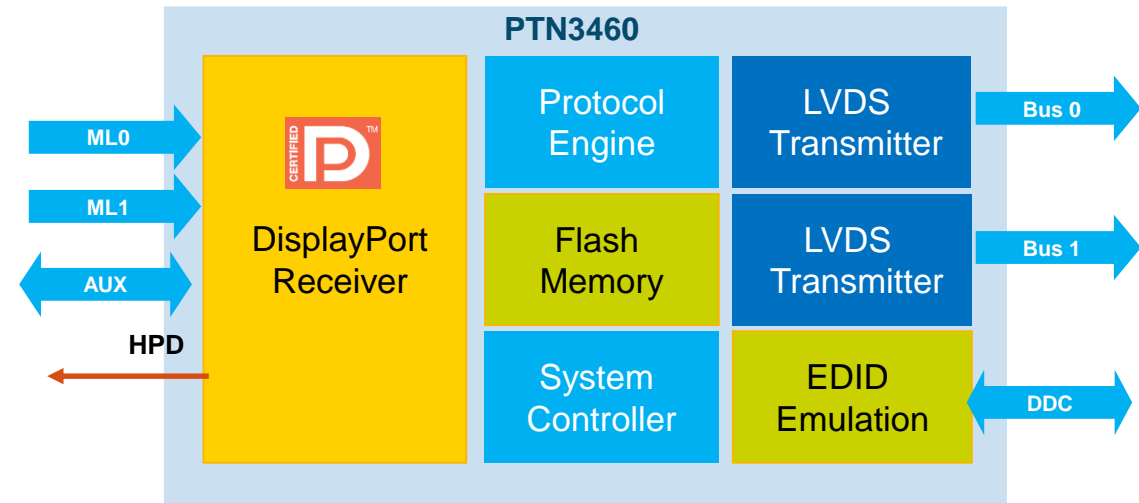 PTN3460
ML0
ML1
AUX
HPD
CERTIFIED
TM
DisplayPort
Receiver
Protocol
Engine
LVDS
Transmitter
Flash
Memory
LVDS
Transmitter
System
Controller
EDID
Emulation
Bus 0
Bus 1
DDC